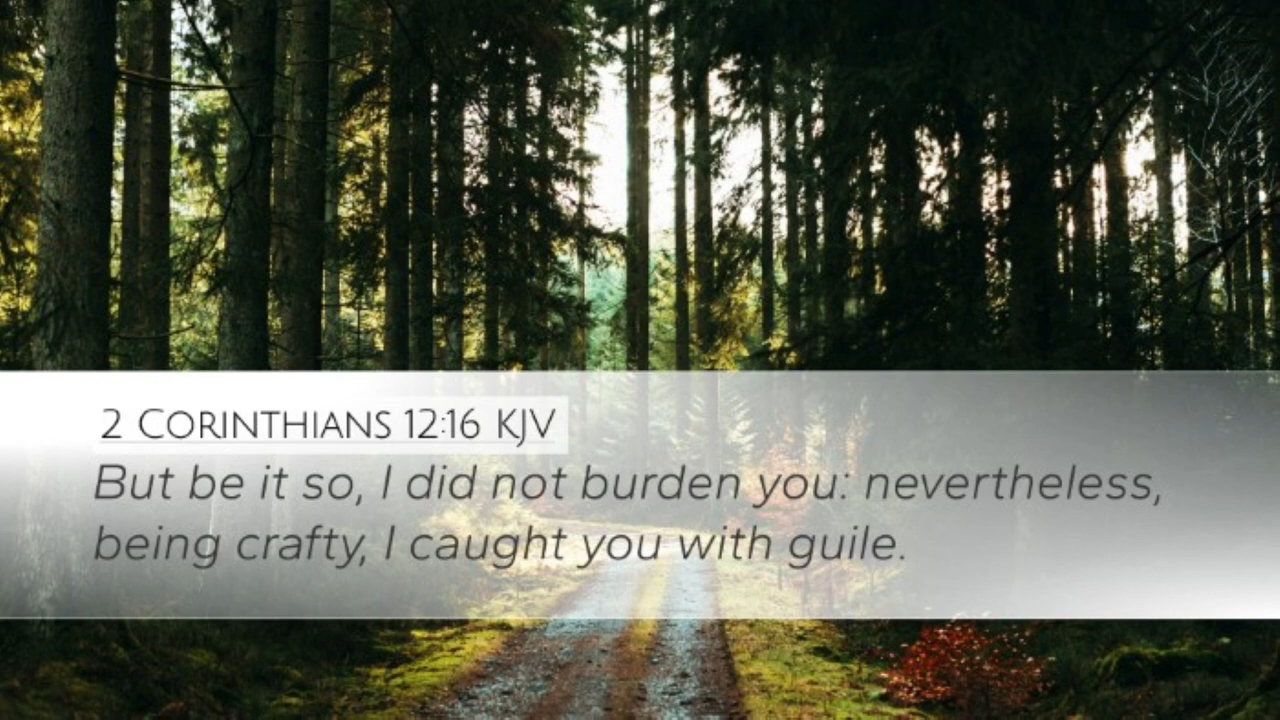 2 Corinthians 12:16 KJV
But be it so, I did not burden you: nevertheless,
being crafty, I caught you with guile.